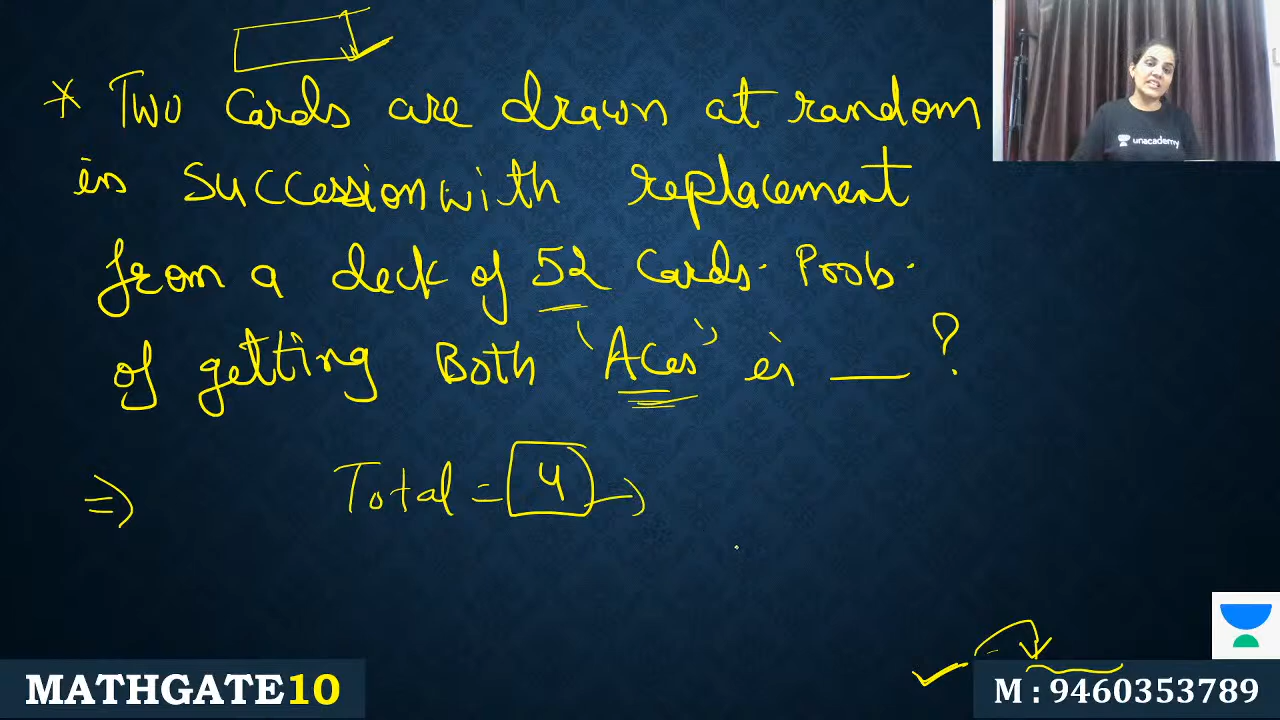 * Two Cards are drawn at random
in Succession with replacement
from a deck of 52 Cards. Prob.
of getting Both 'Aces' is __ ?
⇒ Total = 4 →
unacademy
MATHGATE10
M : 9460353789